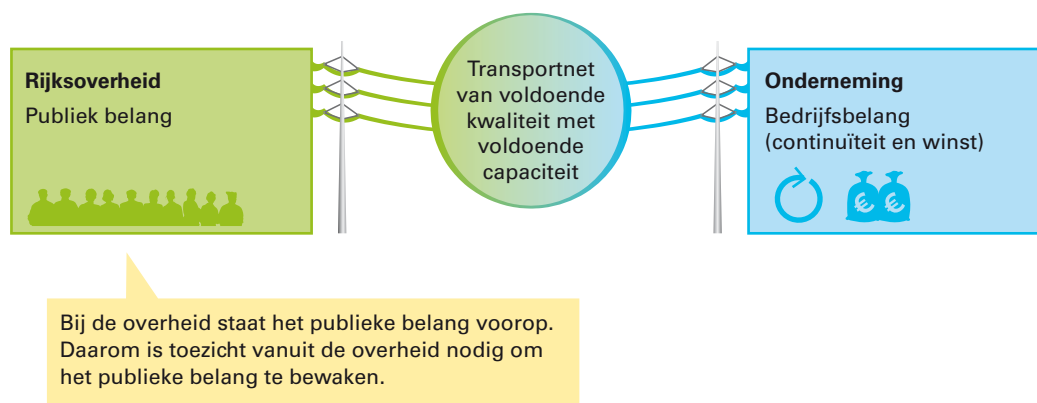 Rijksoverheid
Publiek belang
Transportnet
van voldoende
kwaliteit met
voldoende
capaciteit
Onderneming
Bedrijfsbelang
(continuïteit en winst)
€ €
Bij de overheid staat het publieke belang voorop.
Daarom is toezicht vanuit de overheid nodig om
het publieke belang te bewaken.